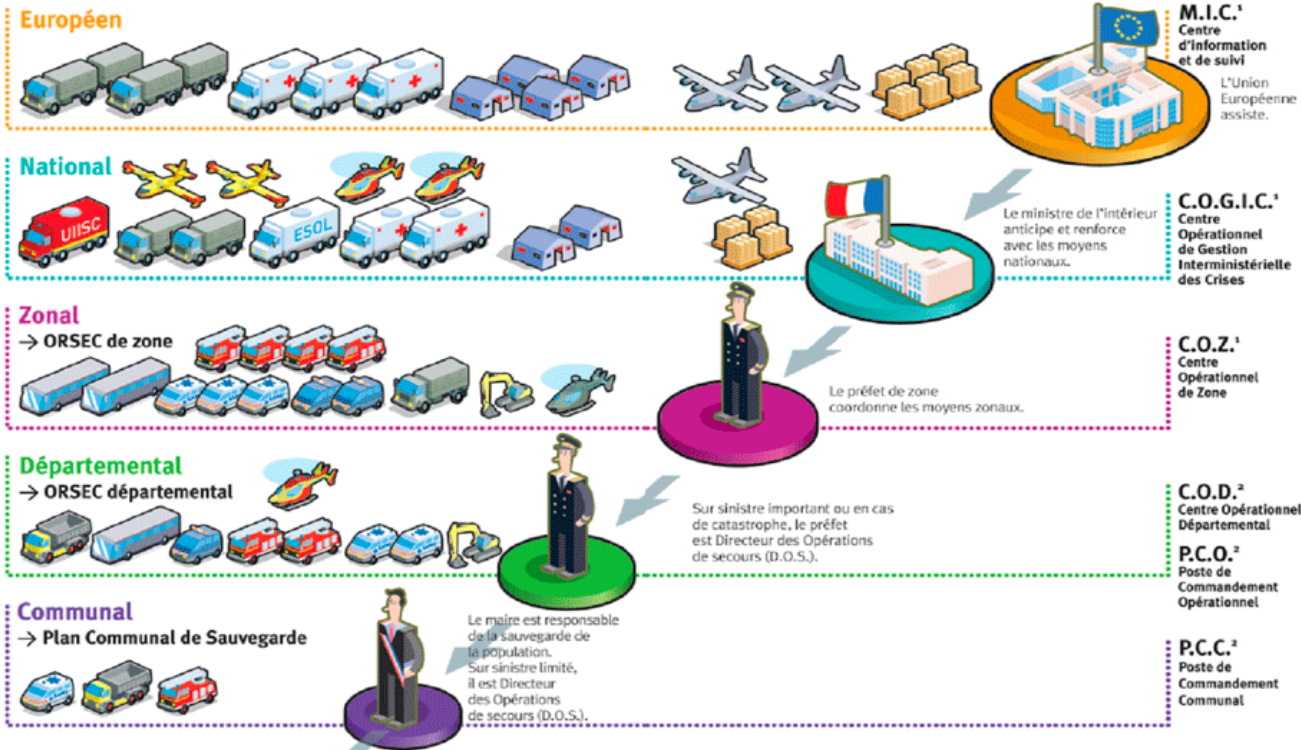 Européen
M.I.C.¹
Centre
d'information
et de suivi
L'Union
Européenne
assiste.
National
UIISC
ESOL
Le ministre de l'intérieur
anticipe et renforce
avec les moyens
nationaux.
C.O.G.I.C.¹
Centre
Opérationnel
de Gestion
Interministérielle
des Crises
Zonal
→ ORSEC de zone
Le préfet de zone
coordonne les moyens zonaux.
C.O.Z.¹
Centre
Opérationnel
de Zone
Départemental
→ ORSEC départemental
Sur sinistre important ou en cas
de catastrophe, le préfet
est Directeur des Opérations
de secours (D.O.S.).
C.O.D.²
Centre Opérationnel
Départemental
P.C.O.²
Poste de
Commandement
Opérationnel
Communal
→ Plan Communal de Sauvegarde
Le maire est responsable
de la sauvegarde de
la population.
Sur sinistre limité,
il est Directeur
des Opérations
de secours (D.O.S.).
P.C.C.²
Poste de
Commandement
Communal